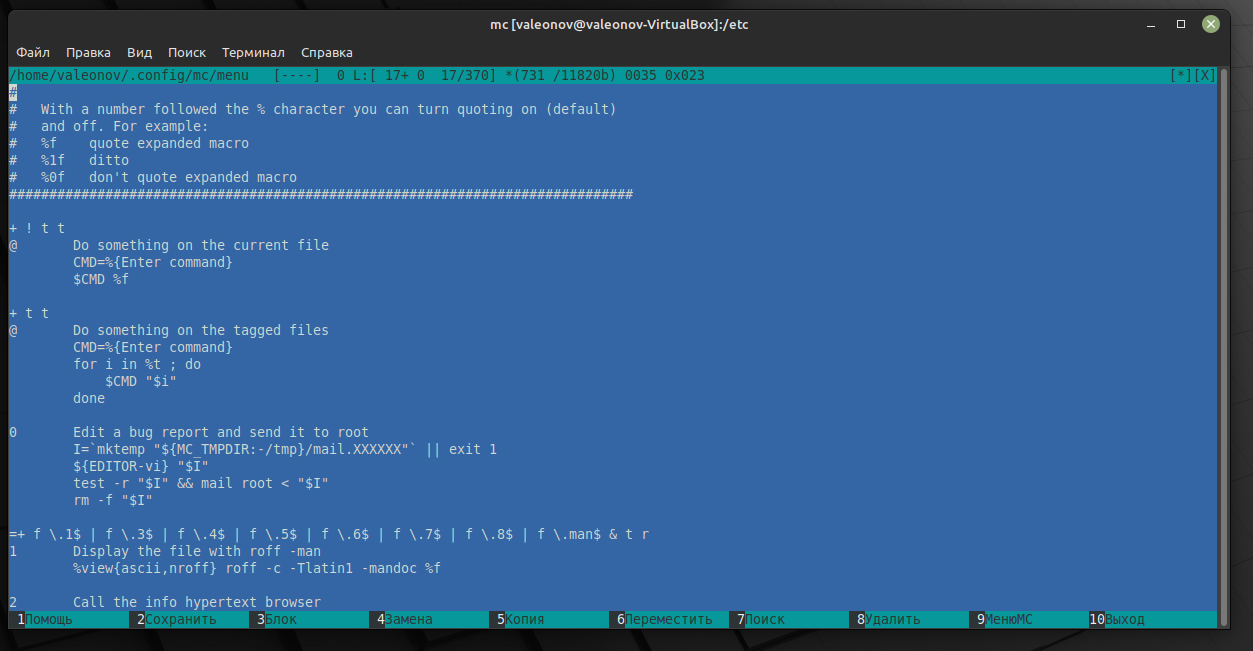 mc [valeonov@valeonov-VirtualBox]:/etc
Файл Правка Вид Поиск Терминал Справка
/home/valeonov/.config/mc/menu   [----]  0 L:[ 17+ 0  17/370] *(731 /11820b) 0035 0x023 [*][X]
#
#   With a number followed the % character you can turn quoting on (default)
#   and off. For example:
#   %f    quote expanded macro
#   %1f   ditto
#   %0f   don't quote expanded macro
##############################################################################
+ ! t t
@       Do something on the current file
        CMD=%{Enter command}
        $CMD %f
+ t t
@       Do something on the tagged files
        CMD=%{Enter command}
        for i in %t ; do
            $CMD "$i"
        done
0       Edit a bug report and send it to root
        I=`mktemp "${MC_TMPDIR:-/tmp}/mail.XXXXXX"` || exit 1
        ${EDITOR-vi} "$I"
        test -r "$I" && mail root < "$I"
        rm -f "$I"
=+ f \.1$ | f \.3$ | f \.4$ | f \.5$ | f \.6$ | f \.7$ | f \.8$ | f \.man$ & t r
1       Display the file with roff -man
        %view{ascii,nroff} roff -c -Tlatin1 -mandoc %f
2       Call the info hypertext browser
1Помощь 2Сохранить 3Блок 4Замена 5Копия 6Переместить 7Поиск 8Удалить 9МенюMC 10Выход